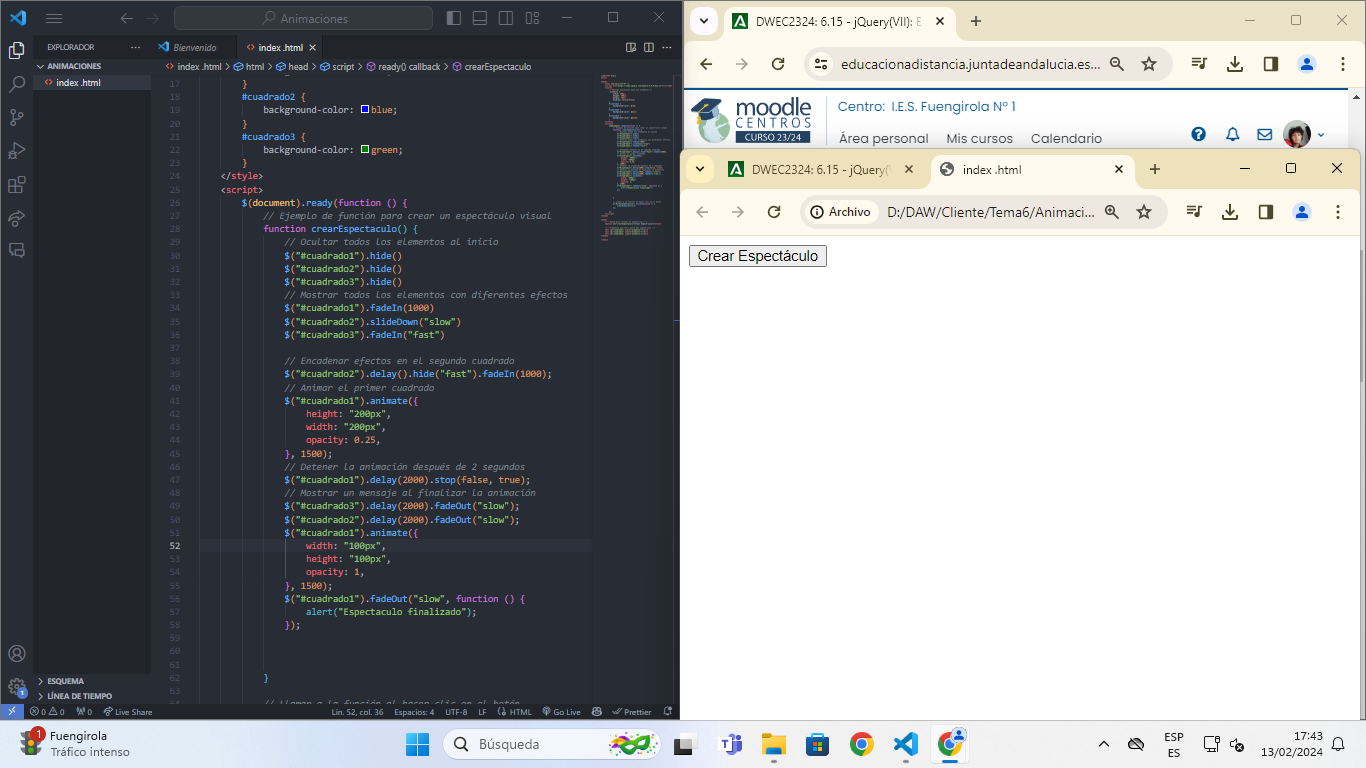 Animaciones
EXPLORADOR
ANIMACIONES
index .html
ESQUEMA
LÍNEA DE TIEMPO
Bienvenido
index .html
index .html > html > head > script > ready() callback > crearEspectaculo
17 }
18 #cuadrado2 {
19 background-color: blue;
20 }
21 #cuadrado3 {
22 background-color: green;
23 }
24 </style>
25 <script>
26 $(document).ready(function () {
27 // Ejemplo de función para crear un espectáculo visual
28 function crearEspectaculo() {
29 // Ocultar todos los elementos al inicio
30 $("#cuadrado1").hide()
31 $("#cuadrado2").hide()
32 $("#cuadrado3").hide()
33 // Mostrar todos los elementos con diferentes efectos
34 $("#cuadrado1").fadeIn(1000)
35 $("#cuadrado2").slideDown("slow")
36 $("#cuadrado3").fadeIn("fast")
37
38 // Encadenar efectos en el segundo cuadrado
39 $("#cuadrado2").delay().hide("fast").fadeIn(1000);
40 // Animar el primer cuadrado
41 $("#cuadrado1").animate({
42 height: "200px",
43 width: "200px",
44 opacity: 0.25,
45 }, 1500);
46 // Detener la animación después de 2 segundos
47 $("#cuadrado1").delay(2000).stop(false, true);
48 // Mostrar un mensaje al finalizar la animación
49 $("#cuadrado3").delay(2000).fadeOut("slow");
50 $("#cuadrado2").delay(2000).fadeOut("slow");
51 $("#cuadrado1").animate({
52 width: "100px",
53 height: "100px",
54 opacity: 1,
55 }, 1500);
56 $("#cuadrado1").fadeOut("slow", function () {
57 alert("Espectaculo finalizado");
58 });
59
60
61
62 }
63
0 0 0 Live Share Lín. 52, col. 36 Espacios: 4 UTF-8 LF HTML Go Live Prettier
DWEC2324: 6.15 - jQuery(VII): E
educacionadistancia.juntadeandalucia.es...
moodle
CENTROS
CURSO 23/24
Centro: I.E.S. Fuengirola Nº 1
Área personal Mis cursos Calendario
DWEC2324: 6.15 - jQuery(V
index .html
Archivo D:/DAW/Cliente/Tema6/Animaci...
Crear Espectáculo
1
Fuengirola
Tráfico intenso
Búsqueda
ESP
ES
17:43
13/02/2024